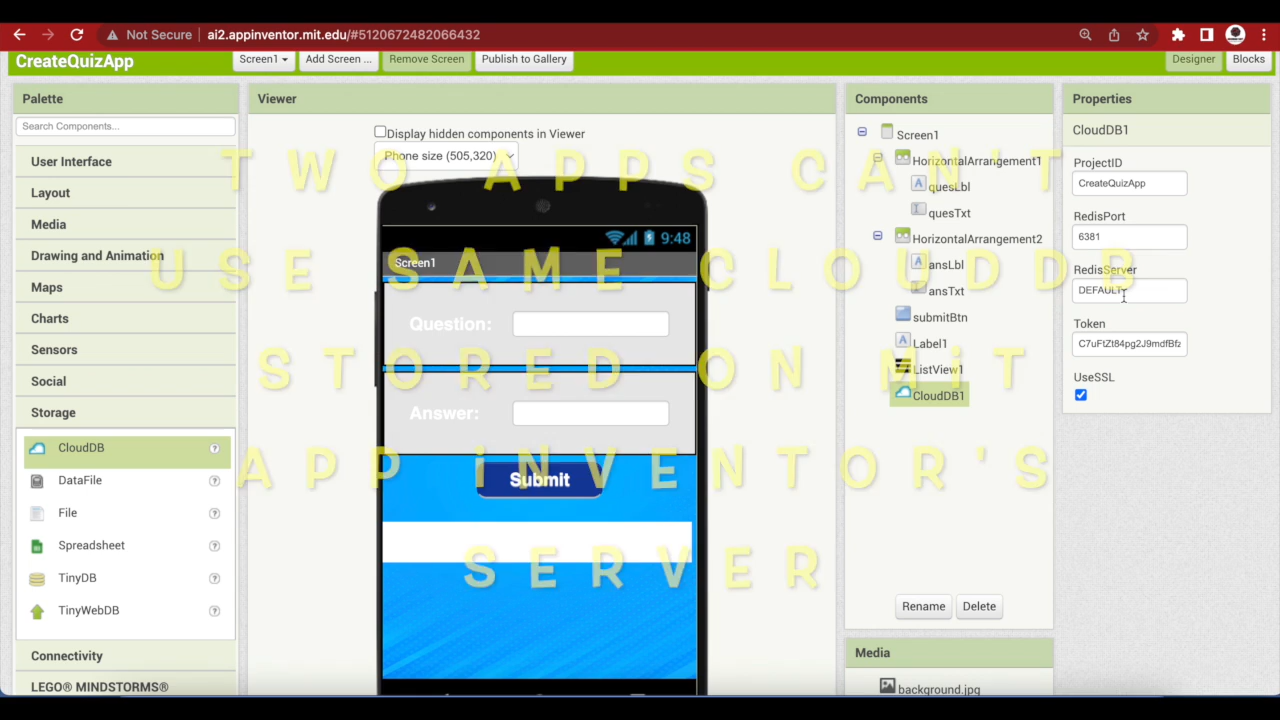 Not Secure
ai2.appinventor.mit.edu/#5120672482066432
CreateQuizApp
Screen1
Add Screen ...
Remove Screen
Publish to Gallery
Designer
Blocks
Palette
Search Components...
User Interface
Layout
Media
Drawing and Animation
Maps
Charts
Sensors
Social
Storage
CloudDB
?
DataFile
?
File
?
Spreadsheet
?
TinyDB
?
TinyWebDB
?
Connectivity
LEGO® MINDSTORMS®
Viewer
Display hidden components in Viewer
Phone size (505,320)
9:48
Screen1
Question:
Answer:
Submit
Components
Screen1
HorizontalArrangement1
A
quesLbl
quesTxt
HorizontalArrangement2
A
ansLbl
ansTxt
submitBtn
A
Label1
ListView1
CloudDB1
Rename
Delete
Media
background.jpg
Properties
CloudDB1
ProjectID
CreateQuizApp
RedisPort
6381
RedisServer
DEFAULT
Token
C7uFtZt84pg2J9mdfBfz
UseSSL
TWO APPS CAN'T
USE SAME CLOUDDB
STORED ON MiT
APP iNVENTOR'S
SERVER